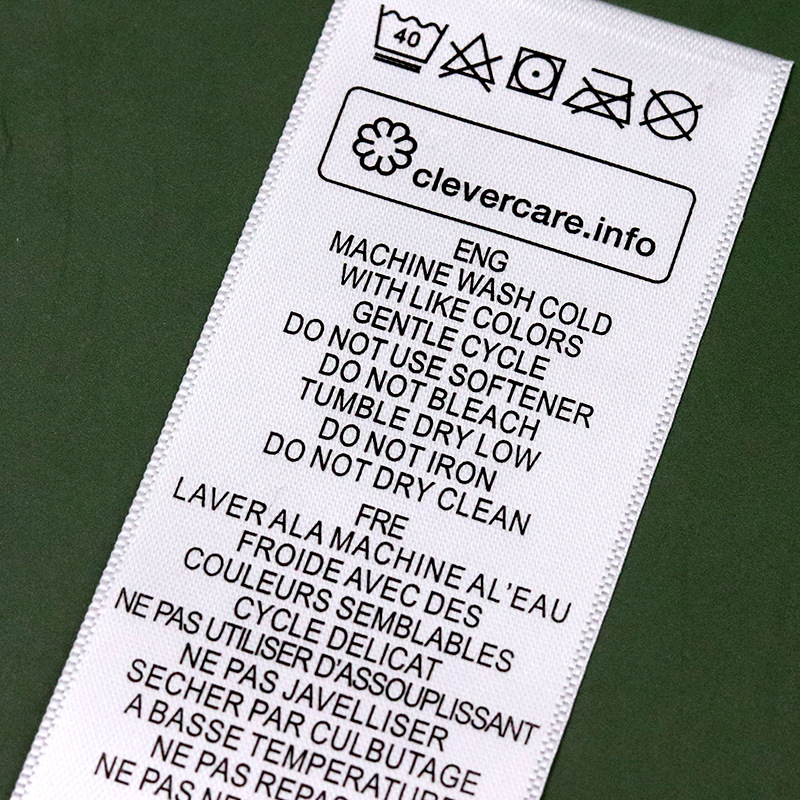 40
clevercare.info
ENG
MACHINE WASH COLD
WITH LIKE COLORS
GENTLE CYCLE
DO NOT USE SOFTENER
DO NOT BLEACH
TUMBLE DRY LOW
DO NOT IRON
DO NOT DRY CLEAN
FRE
LAVER ALA MACHINE AL'EAU
FROIDE AVEC DES
COULEURS SEMBLABLES
CYCLE DELICAT
NE PAS UTILISER D'ASSOUPLISSANT
NE PAS JAVELLISER
SECHER PAR CULBUTAGE
A BASSE TEMPERATURE
NE PAS
NE PAS